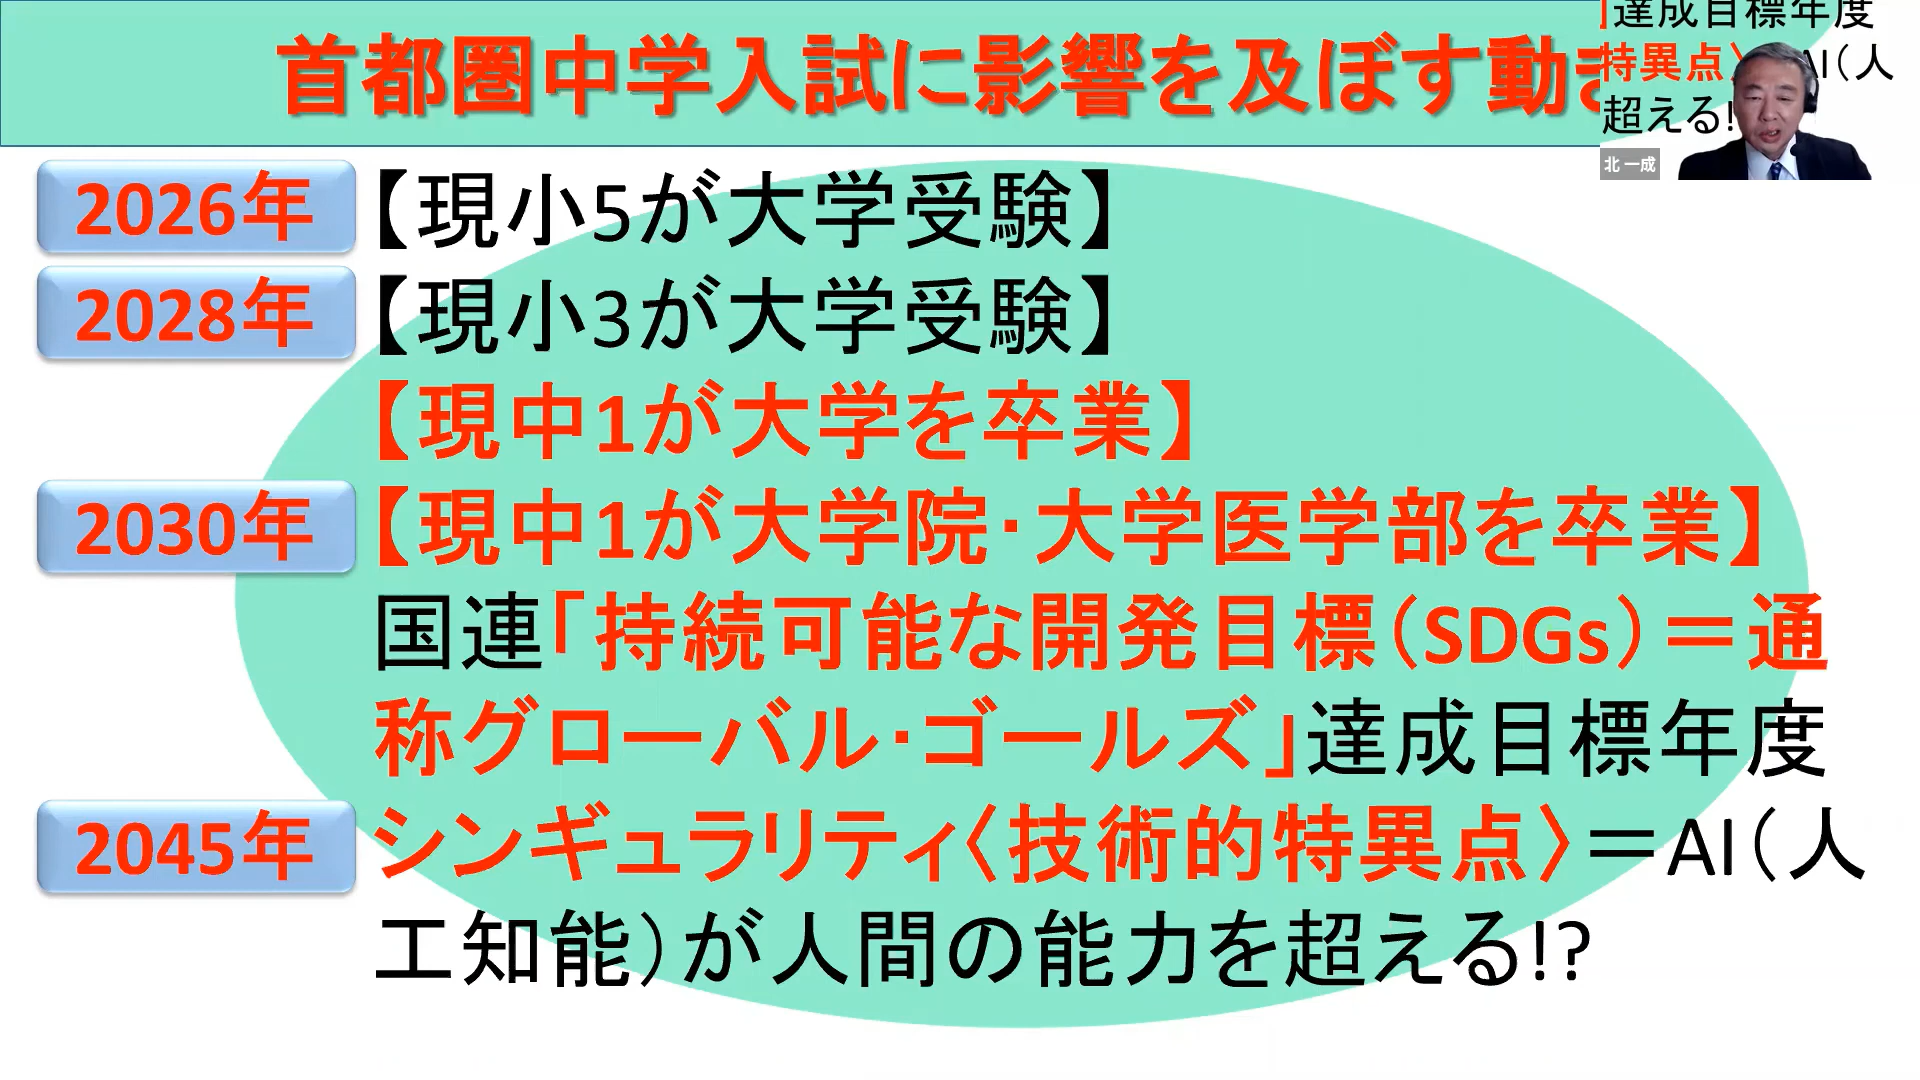 首都圏中学入試に影響を及ぼす動き
」達成目標年度
特異点〉 AI（人
超える!
北 一成
2026年 【現小5が大学受験】
2028年 【現小3が大学受験】
【現中1が大学を卒業】
2030年 【現中1が大学院・大学医学部を卒業】
国連「持続可能な開発目標（SDGs）＝通
称グローバル・ゴールズ」達成目標年度
2045年 シンギュラリティ〈技術的特異点〉＝AI（人
工知能）が人間の能力を超える!?